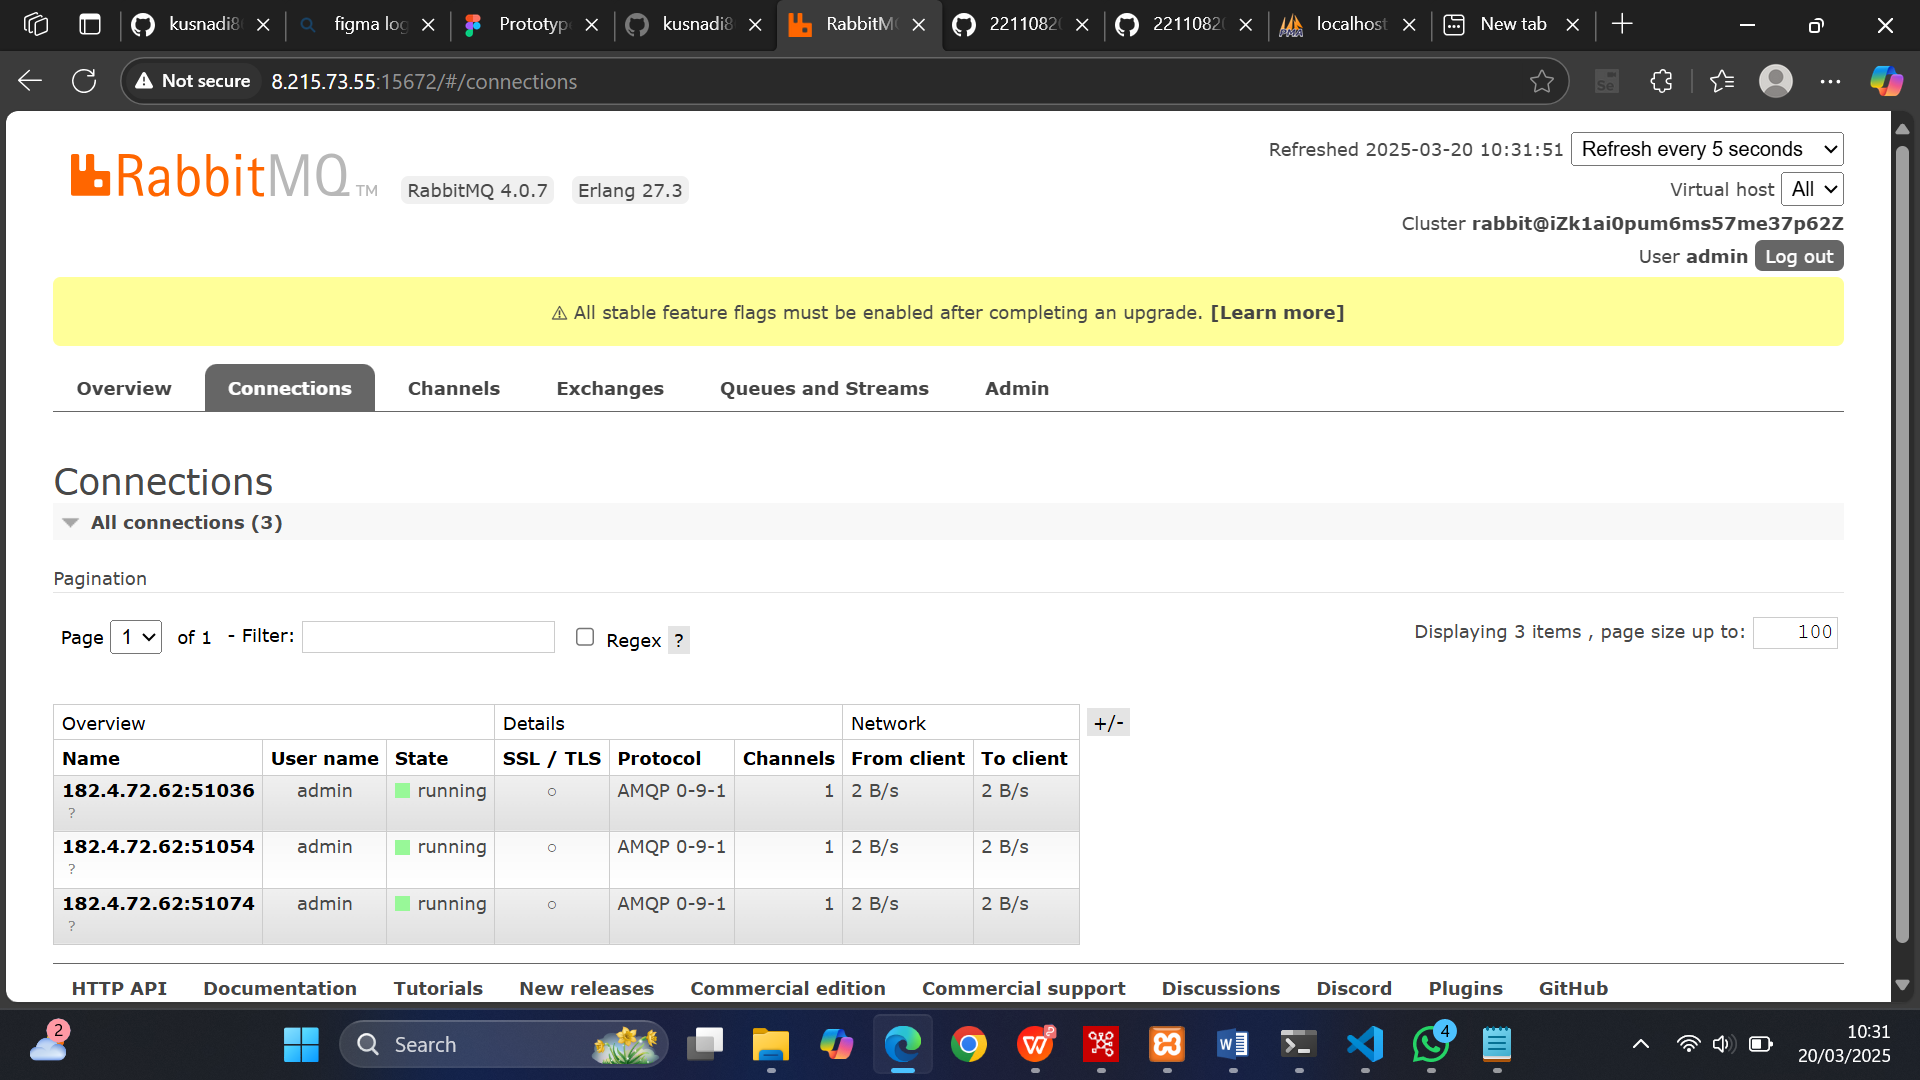 kusnadi8
figma log
Prototype
kusnadi8
RabbitMQ
22110820
22110820
localhost
New tab
Not secure
8.215.73.55:15672/#/connections
RabbitMQ TM
RabbitMQ 4.0.7
Erlang 27.3
Refreshed 2025-03-20 10:31:51
Refresh every 5 seconds
Virtual host All
Cluster rabbit@iZk1ai0pum6ms57me37p62Z
User admin Log out
⚠ All stable feature flags must be enabled after completing an upgrade. [Learn more]
Overview
Connections
Channels
Exchanges
Queues and Streams
Admin
Connections
All connections (3)
Pagination
Page 1 of 1 - Filter: Regex ?
Displaying 3 items , page size up to: 100
Overview Details Network +/-
Name User name State SSL / TLS Protocol Channels From client To client
182.4.72.62:51036 admin running ○ AMQP 0-9-1 1 2 B/s 2 B/s
?
182.4.72.62:51054 admin running ○ AMQP 0-9-1 1 2 B/s 2 B/s
?
182.4.72.62:51074 admin running ○ AMQP 0-9-1 1 2 B/s 2 B/s
?
HTTP API
Documentation
Tutorials
New releases
Commercial edition
Commercial support
Discussions
Discord
Plugins
GitHub
2
Search
4
10:31
20/03/2025